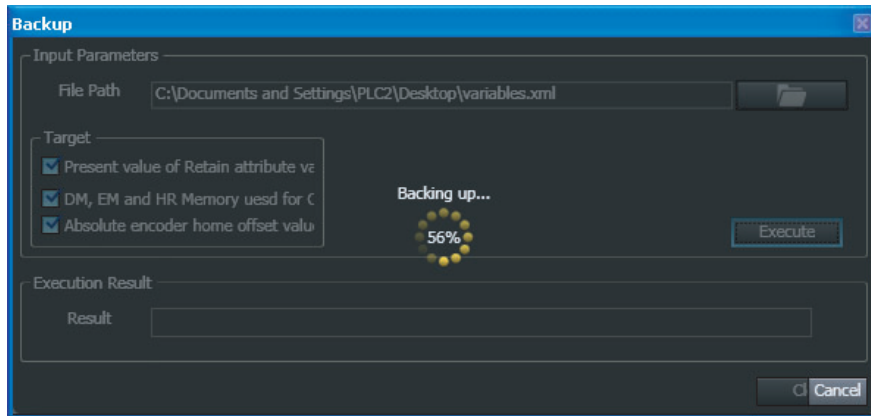 Backup
Input Parameters
File Path C:\Documents and Settings\PLC2\Desktop\variables.xml
Target
Present value of Retain attribute va
DM, EM and HR Memory uesd for C
Absolute encoder home offset valu
Backing up...
56%
Execute
Execution Result
Result
Cancel